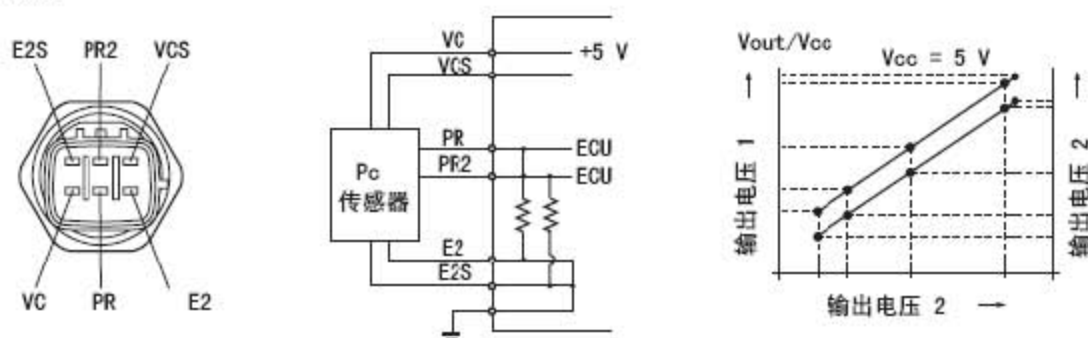 E2S PR2 VCS
VC PR E2
VC
+5 V
VCS
PR
ECU
PR2
ECU
Pc
传感器
E2
E2S
Vout/Vcc
Vcc = 5 V
输出电压 1
输出电压 2
输出电压 2